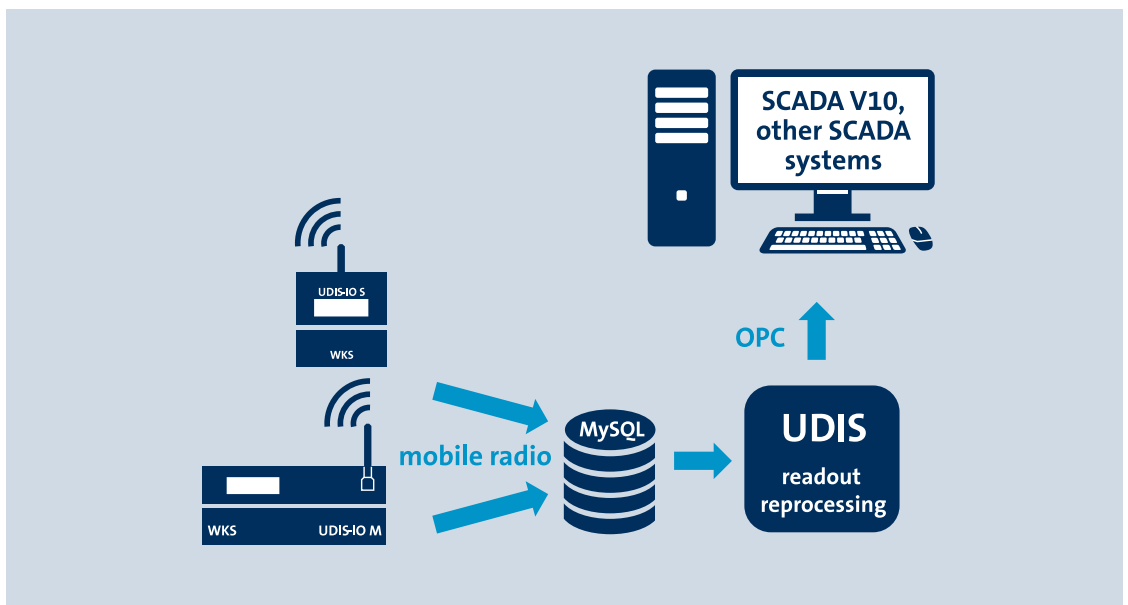 SCADA V10,
other SCADA
systems
UDIS-IO S
WKS
OPC
mobile radio
MySQL
UDIS
readout
reprocessing
WKS UDIS-IO M